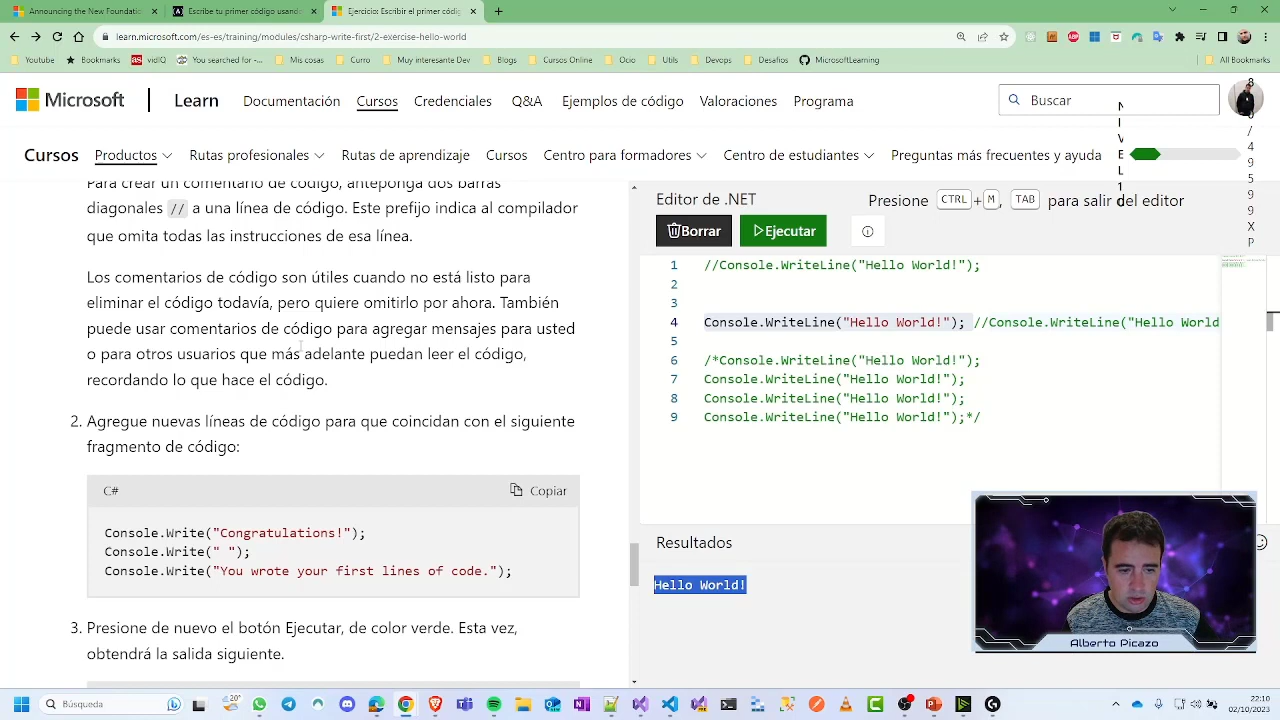 Announcing the New Foundatio
Escribe tu primer código usando
Ejercicio: Escribir el primer códig
learn.microsoft.com/es-es/training/modules/csharp-write-first/2-exercise-hello-world
Youtube
Bookmarks
vidIQ
You searched for -...
Mis cosas
Curro
Muy interesante Dev
Blogs
Cursos Online
Ocio
Utils
Devops
Desafios
MicrosoftLearning
All Bookmarks
Microsoft
Learn
Documentación
Cursos
Credenciales
Q&A
Ejemplos de código
Valoraciones
Programa
Buscar
Cursos
Productos
Rutas profesionales
Rutas de aprendizaje
Cursos
Centro para formadores
Centro de estudiantes
Preguntas más frecuentes y ayuda
NIVEL 1
/49599 XP
Para crear un comentario de código, anteponga dos barras
diagonales // a una línea de código. Este prefijo indica al compilador
que omita todas las instrucciones de esa línea.
Los comentarios de código son útiles cuando no está listo para
eliminar el código todavía, pero quiere omitirlo por ahora. También
puede usar comentarios de código para agregar mensajes para usted
o para otros usuarios que más adelante puedan leer el código,
recordando lo que hace el código.
2. Agregue nuevas líneas de código para que coincidan con el siguiente
fragmento de código:
C#
Copiar
Console.Write("Congratulations!");
Console.Write(" ");
Console.Write("You wrote your first lines of code.");
3. Presione de nuevo el botón Ejecutar, de color verde. Esta vez,
obtendrá la salida siguiente.
Editor de .NET
Presione CTRL + M, TAB para salir del editor
Borrar
Ejecutar
1 //Console.WriteLine("Hello World!");
2
3
4 Console.WriteLine("Hello World!"); //Console.WriteLine("Hello World
5
6 /*Console.WriteLine("Hello World!");
7 Console.WriteLine("Hello World!");
8 Console.WriteLine("Hello World!");
9 Console.WriteLine("Hello World!");*/
Resultados
Hello World!
Alberto Picazo
Búsqueda
20°
22:10
02/10/2023